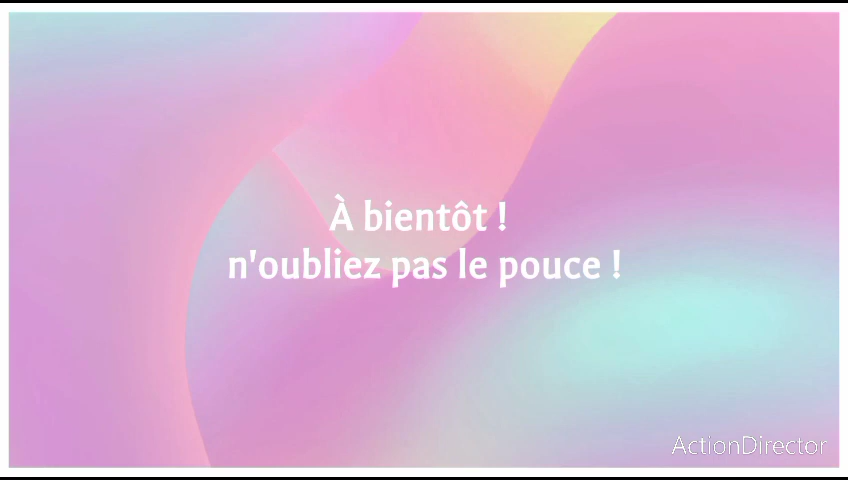 À bientôt !
n'oubliez pas le pouce !
ActionDirector